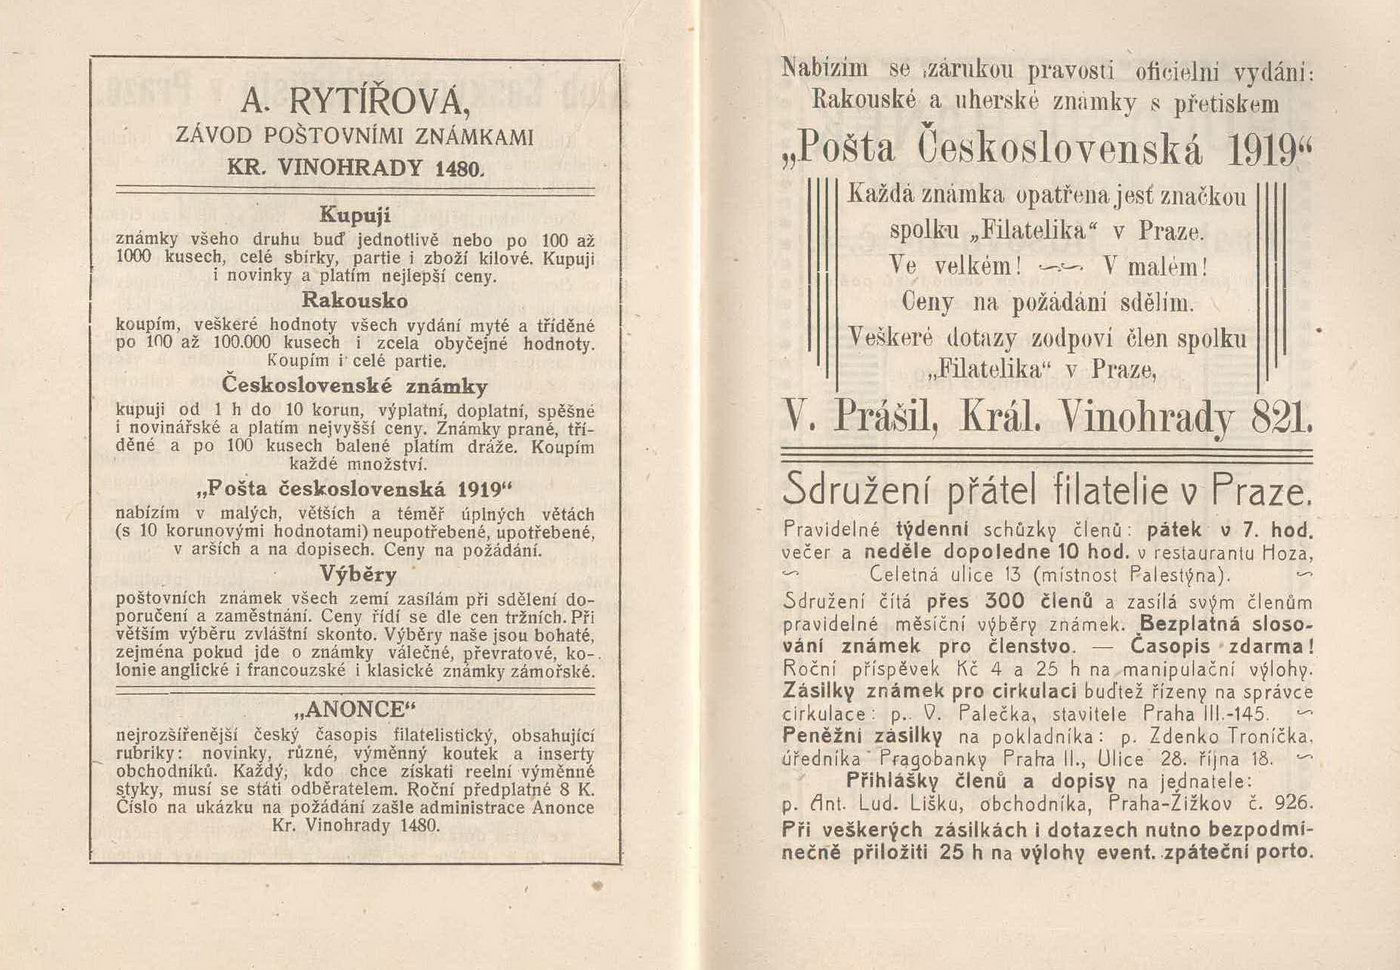 A. RYTÍŘOVÁ,
ZÁVOD POŠTOVNÍMI ZNÁMKAMI
KR. VINOHRADY 1480.
Kupuji
známky všeho druhu buď jednotlivě nebo po 100 až
1000 kusech, celé sbírky, partie i zboží kilové. Kupuji
i novinky a platím nejlepší ceny.
Rakousko
koupím, veškeré hodnoty všech vydání myté a tříděné
po 100 až 100.000 kusech i zcela obyčejné hodnoty.
Koupím i celé partie.
Československé známky
kupuji od 1 h do 10 korun, výplatní, doplatní, spěšné
i novinářské a platím nejvyšší ceny. Známky prané, tří-
děné a po 100 kusech balené platím dráže. Koupím
každé množství.
„Pošta československá 1919“
nabízím v malých, větších a téměř úplných větách
(s 10 korunovými hodnotami) neupotřebené, upotřebené,
v arších a na dopisech. Ceny na požádání.
Výběry
poštovních známek všech zemí zasílám při sdělení do-
poručení a zaměstnání. Ceny řídí se dle cen tržních. Při
větším výběru zvláštní skonto. Výběry naše jsou bohaté,
zejména pokud jde o známky válečné, převratové, ko-
lonie anglické i francouzské i klasické známky zámořské.
„ANONCE“
nejrozšířenější český časopis filatelistický, obsahující
rubriky: novinky, různé, výměnný koutek a inserty
obchodníků. Každý, kdo chce získati reelní výměnné
styky, musí se státi odběratelem. Roční předplatné 8 K.
Číslo na ukázku na požádání zašle administrace Anonce
Kr. Vinohrady 1480.
Nabízím se zárukou pravosti oficielní vydání:
Rakouské a uherské známky s přetiskem
„Pošta Československá 1919“
Každá známka opatřena jest značkou
spolku „Filatelika“ v Praze.
Ve velkém! V malém!
Ceny na požádání sdělím.
Veškeré dotazy zodpoví člen spolku
„Filatelika“ v Praze,
V. Prášil, Král. Vinohrady 821.
Sdružení přátel filatelie v Praze.
Pravidelné týdenní schůzky členů: pátek v 7. hod.
večer a neděle dopoledne 10 hod. v restaurantu Hoza,
Celetná ulice 13 (místnost Palestýna).
Sdružení čítá přes 300 členů a zasílá svým členům
pravidelné měsíční výběry známek. Bezplatná sloso-
vání známek pro členstvo. — Časopis zdarma!
Roční příspěvek Kč 4 a 25 h na manipulační výlohy.
Zásilky známek pro cirkulaci buďtež řízeny na správce
cirkulace: p. V. Palečka, stavitele Praha III.-145.
Peněžní zásilky na pokladníka: p. Zdenko Troníčka,
úředníka Pragobanky Praha II., Ulice 28. října 18.
Přihlášky členů a dopisy na jednatele:
p. Ant. Lud. Lišku, obchodníka, Praha-Žižkov č. 926.
Při veškerých zásilkách i dotazech nutno bezpodmí-
nečně přiložiti 25 h na výlohy event. zpáteční porto.